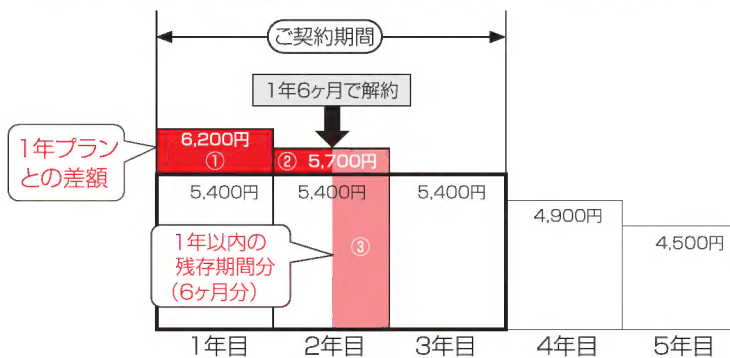 ご契約期間
1年6ヶ月で解約
1年プラン
との差額
6,200円
①
② 5,700円
5,400円
5,400円
5,400円
4,900円
4,500円
1年以内の
残存期間分
(6ヶ月分)
③
1年目
2年目
3年目
4年目
5年目